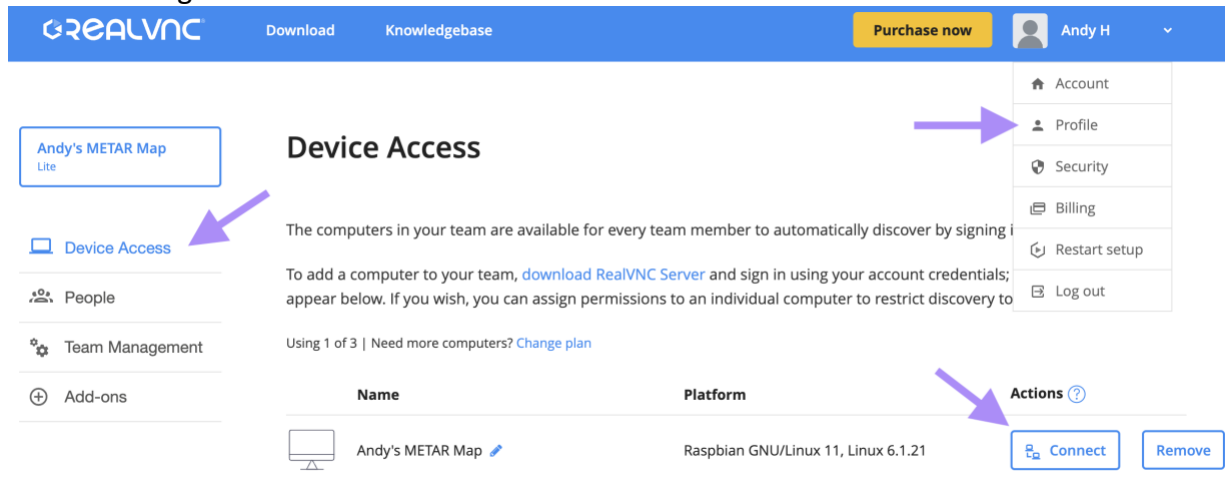 REALVNC
Download
Knowledgebase
Purchase now
Andy H
Account
Profile
Security
Billing
Restart setup
Log out
Andy's METAR Map
Lite
Device Access
People
Team Management
Add-ons
Device Access
The computers in your team are available for every team member to automatically discover by signing
To add a computer to your team, download RealVNC Server and sign in using your account credentials;
appear below. If you wish, you can assign permissions to an individual computer to restrict discovery to
Using 1 of 3 | Need more computers? Change plan
Name Platform Actions ?
Andy's METAR Map Raspbian GNU/Linux 11, Linux 6.1.21 Connect Remove